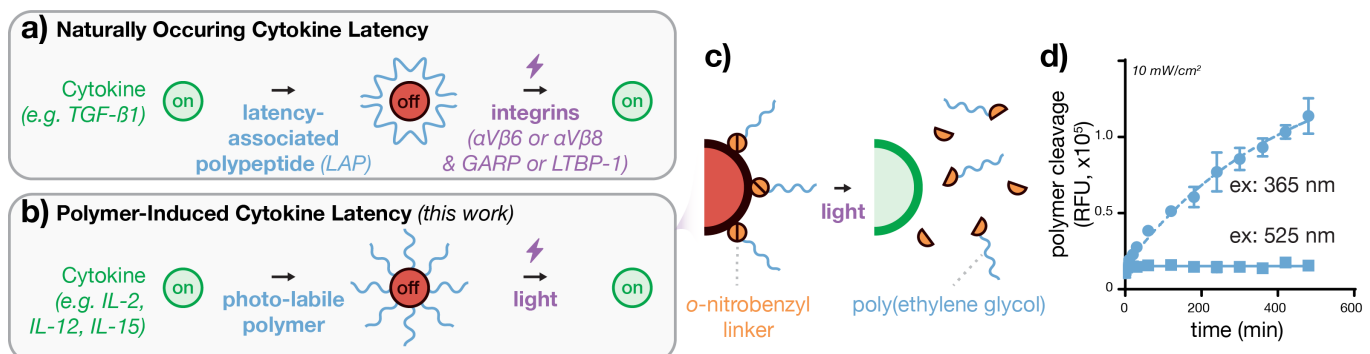 a) Naturally Occuring Cytokine Latency
Cytokine
(e.g. TGF-ß1)
on
latency-
associated
polypeptide (LAP)
off
integrins
(αVβ6 or αVβ8
& GARP or LTBP-1)
on
b) Polymer-Induced Cytokine Latency (this work)
Cytokine
(e.g. IL-2,
IL-12, IL-15)
on
photo-labile
polymer
off
light
on
c)
light
o-nitrobenzyl
linker
poly(ethylene glycol)
d)
10 mW/cm²
polymer cleavage
(RFU, x10⁵)
1.0
0.5
0
ex: 365 nm
ex: 525 nm
0
200
400
600
time (min)